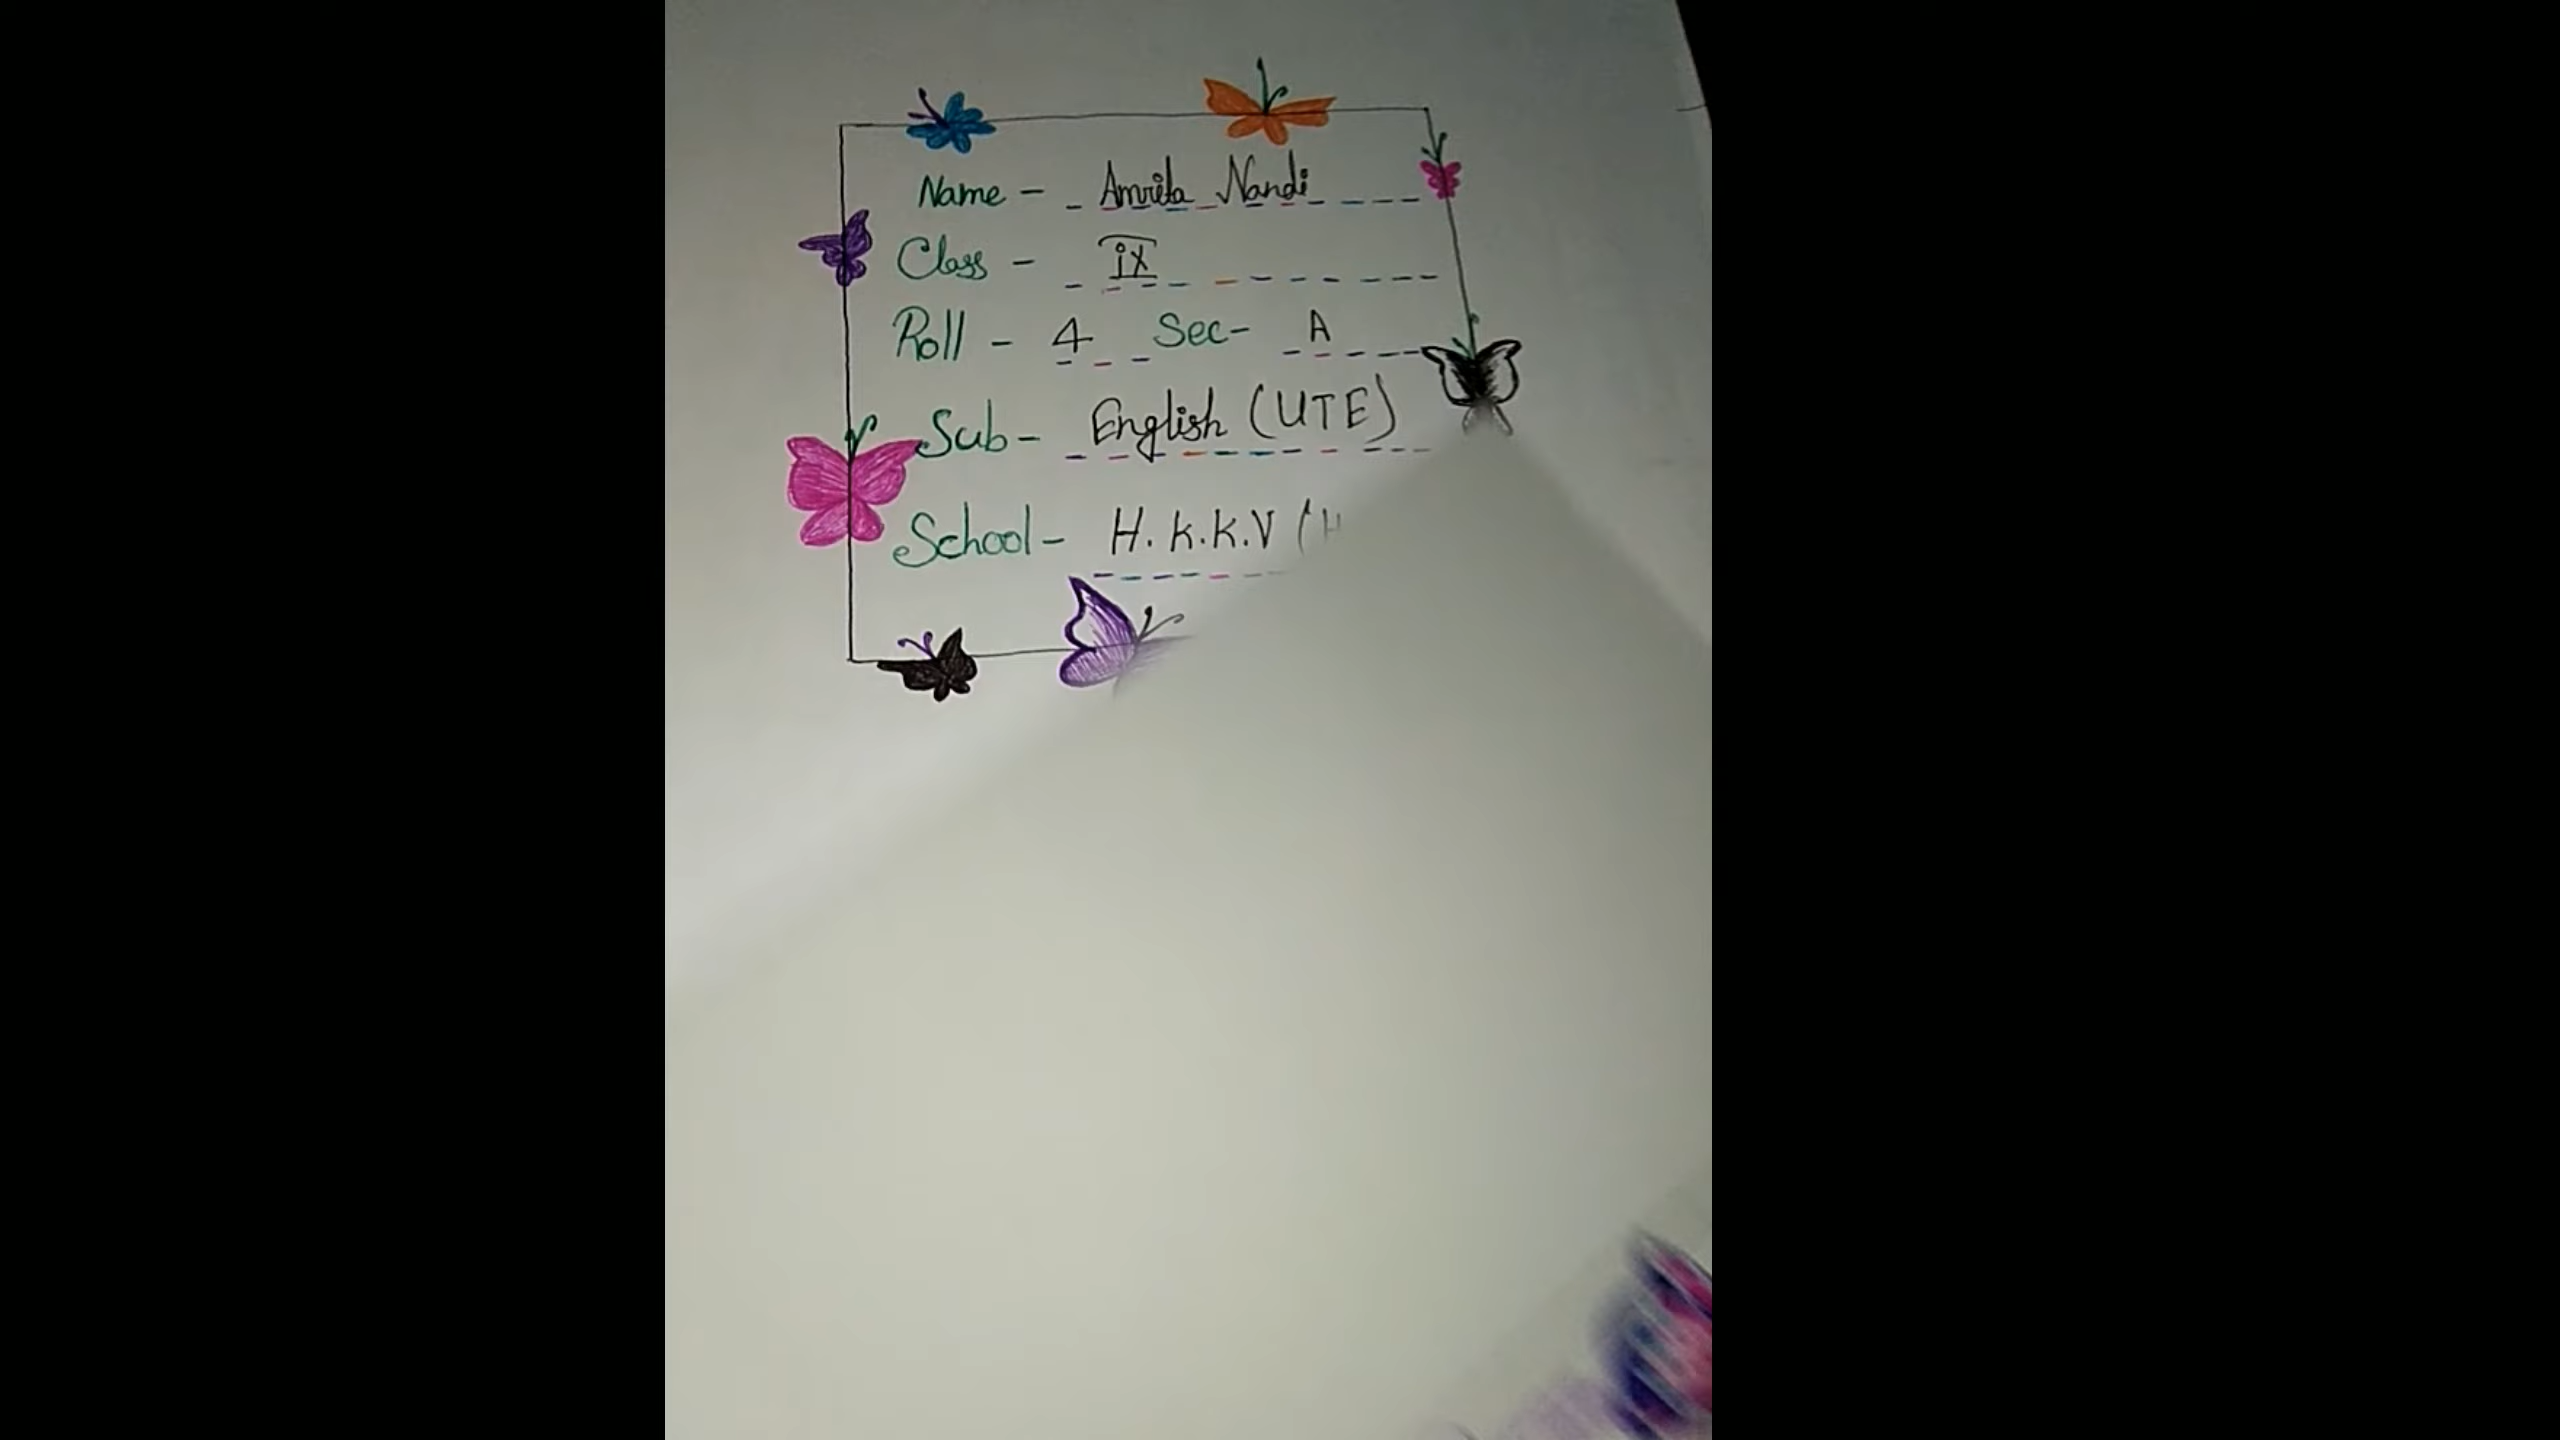 Name - Amrita Nandi
Class - ix
Roll - 4 Sec- A
Sub- English (UTE)
School- H.K.K.V (H